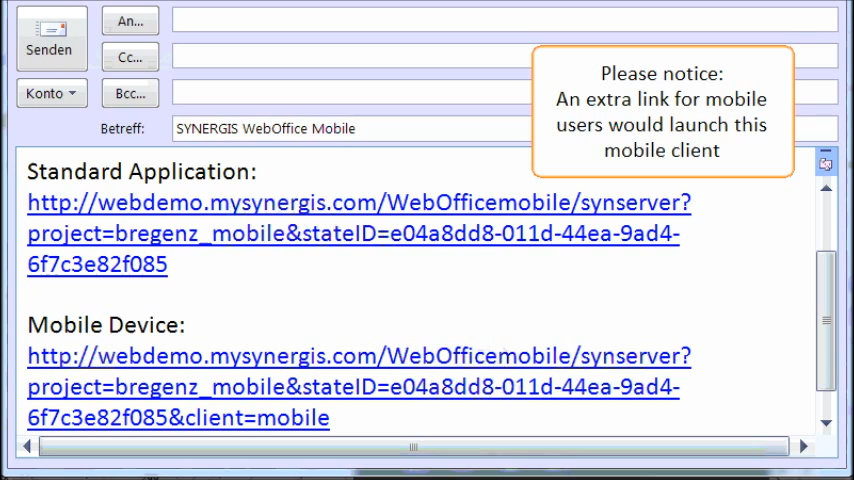 Senden
An...
Cc...
Konto
Bcc...
Betreff:
SYNERGIS WebOffice Mobile
Please notice:
An extra link for mobile
users would launch this
mobile client
Standard Application:
http://webdemo.mysynergis.com/WebOfficemobile/synserver?
project=bregenz_mobile&stateID=e04a8dd8-011d-44ea-9ad4-
6f7c3e82f085
Mobile Device:
http://webdemo.mysynergis.com/WebOfficemobile/synserver?
project=bregenz_mobile&stateID=e04a8dd8-011d-44ea-9ad4-
6f7c3e82f085&client=mobile